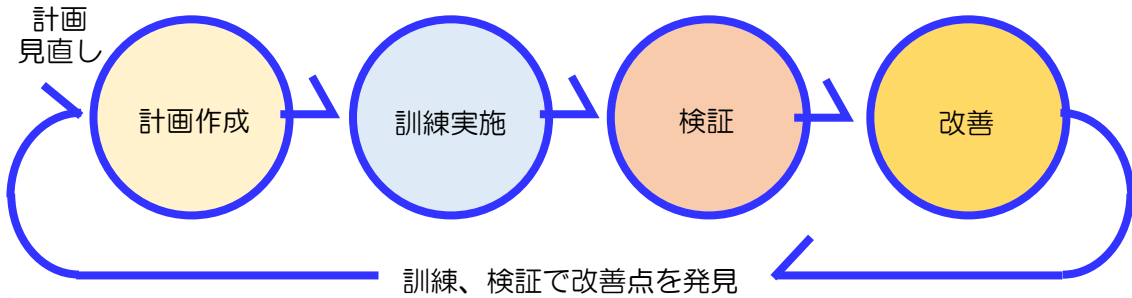 計画
見直し
計画作成
訓練実施
検証
改善
訓練、検証で改善点を発見